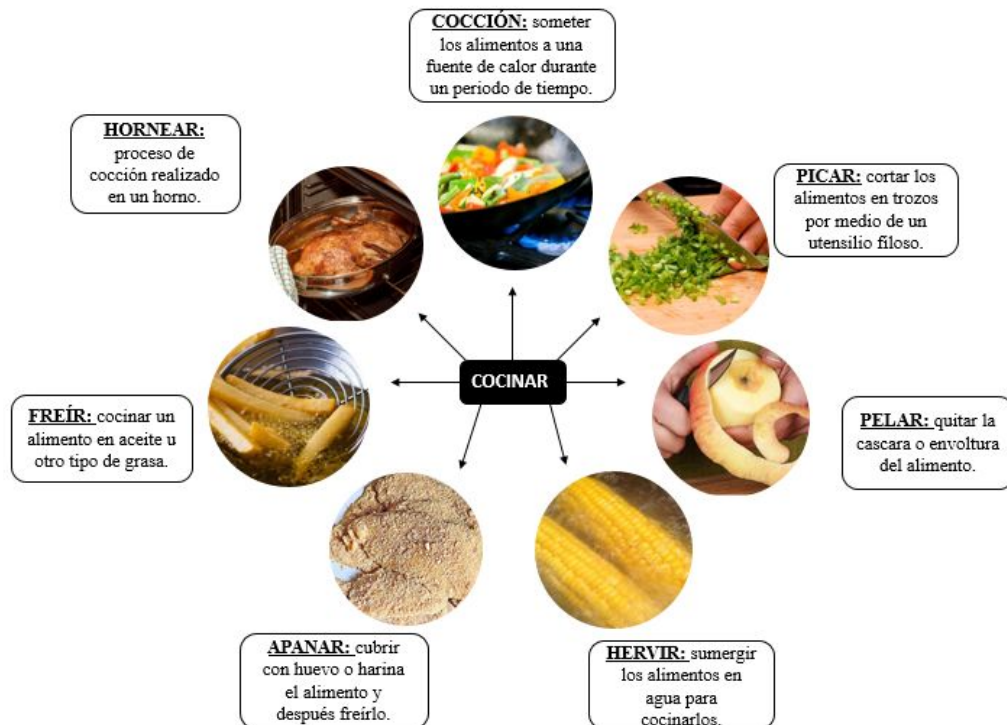 COCCIÓN: someter
los alimentos a una
fuente de calor durante
un periodo de tiempo.
HORNEAR:
proceso de
cocción realizado
en un horno.
PICAR: cortar los
alimentos en trozos
por medio de un
utensilio filoso.
COCINAR
FREÍR: cocinar un
alimento en aceite u
otro tipo de grasa.
PELAR: quitar la
cascara o envoltura
del alimento.
APANAR: cubrir
con huevo o harina
el alimento y
después freírlo.
HERVIR: sumergir
los alimentos en
agua para
cocinarlos.